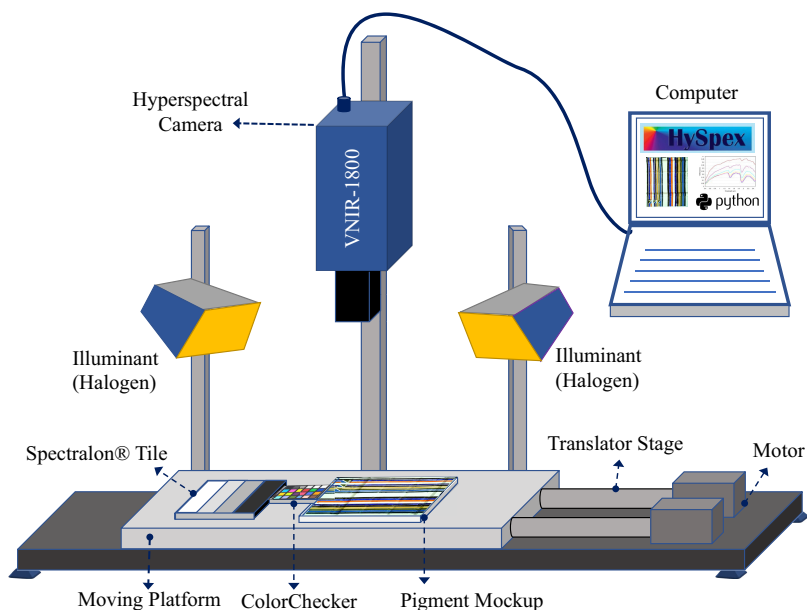 Hyperspectral
Camera
VNIR-1800
Computer
HySpex
python
Illuminant
(Halogen)
Illuminant
(Halogen)
Spectralon® Tile
Translator Stage
Motor
Moving Platform
ColorChecker
Pigment Mockup